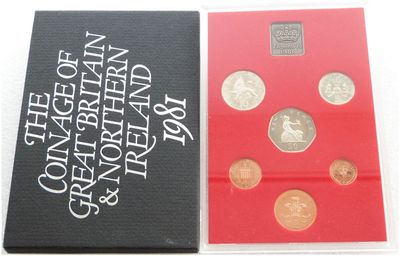 THE
COINAGE OF
GREAT BRITAIN
& NORTHERN
IRELAND
1981